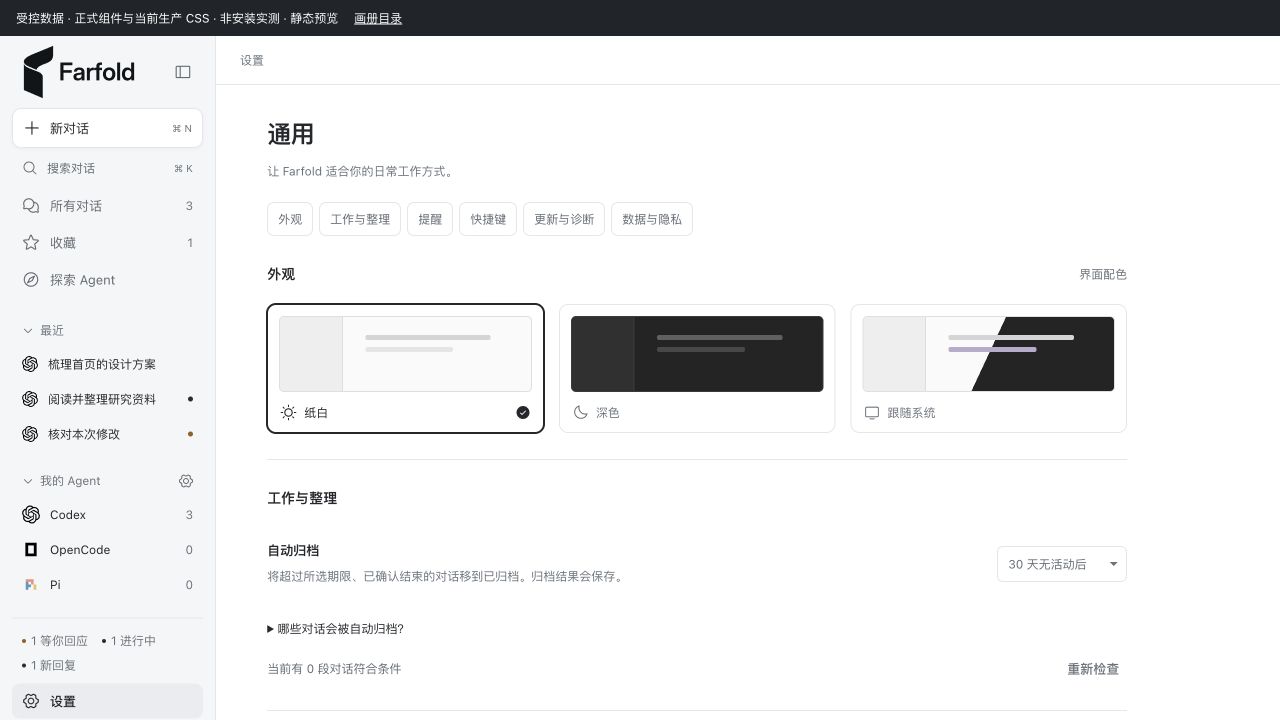 受控数据 · 正式组件与当前生产 CSS · 非安装实测 · 静态预览 画册目录
Farfold
新对话 ⌘ N
搜索对话 ⌘ K
所有对话 3
收藏 1
探索 Agent
最近
梳理首页的设计方案
阅读并整理研究资料
核对本次修改
我的 Agent
Codex 3
OpenCode 0
Pi 0
1 等你回应 1 进行中
1 新回复
设置
设置
通用
让 Farfold 适合你的日常工作方式。
外观 工作与整理 提醒 快捷键 更新与诊断 数据与隐私
外观 界面配色
纸白 深色 跟随系统
工作与整理
自动归档
将超过所选期限、已确认结束的对话移到已归档。归档结果会保存。
30 天无活动后
哪些对话会被自动归档?
当前有 0 段对话符合条件 重新检查